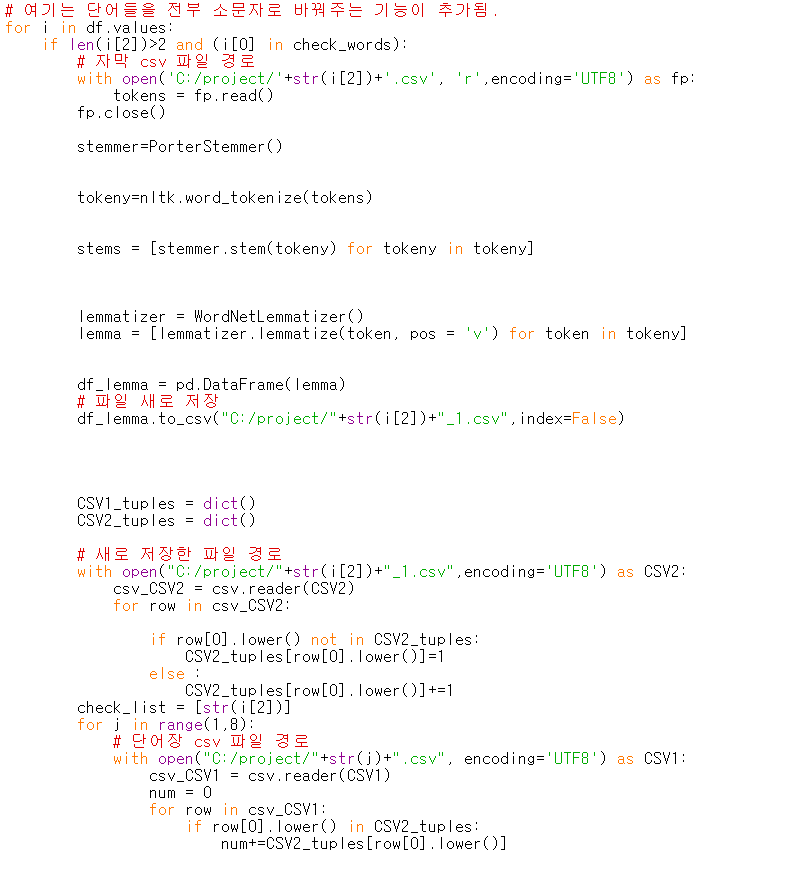 # 여기는 단어들을 전부 소문자로 바꿔주는 기능이 추가됨.
for i in df.values:
    if len(i[2])>2 and (i[0] in check_words):
        # 자막 csv 파일 경로
        with open('C:/project/'+str(i[2])+'.csv', 'r',encoding='UTF8') as fp:
            tokens = fp.read()
        fp.close()
        stemmer=PorterStemmer()
        tokeny=nltk.word_tokenize(tokens)
        stems = [stemmer.stem(tokeny) for tokeny in tokeny]
        lemmatizer = WordNetLemmatizer()
        lemma = [lemmatizer.lemmatize(token, pos = 'v') for token in tokeny]
        df_lemma = pd.DataFrame(lemma)
        # 파일 새로 저장
        df_lemma.to_csv("C:/project/"+str(i[2])+"_1.csv",index=False)
        CSV1_tuples = dict()
        CSV2_tuples = dict()
        # 새로 저장한 파일 경로
        with open("C:/project/"+str(i[2])+"_1.csv",encoding='UTF8') as CSV2:
            csv_CSV2 = csv.reader(CSV2)
            for row in csv_CSV2:
                if row[0].lower() not in CSV2_tuples:
                    CSV2_tuples[row[0].lower()]=1
                else :
                    CSV2_tuples[row[0].lower()]+=1
        check_list = [str(i[2])]
        for j in range(1,8):
            # 단어장 csv 파일 경로
            with open("C:/project/"+str(j)+".csv", encoding='UTF8') as CSV1:
                csv_CSV1 = csv.reader(CSV1)
                num = 0
                for row in csv_CSV1:
                    if row[0].lower() in CSV2_tuples:
                        num+=CSV2_tuples[row[0].lower()]